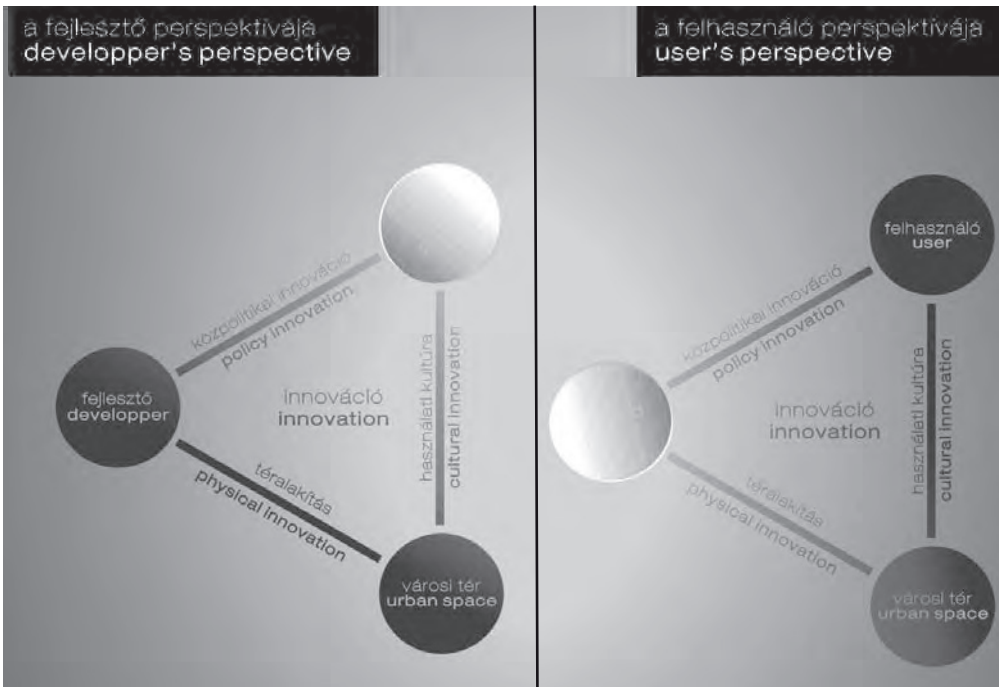 a fejlesztő perspektívája
developper's perspective
közpolitikai innováció
policy innovation
fejlesztő
developper
innováció
innovation
használati kultúra
cultural innovation
téralakítás
physical innovation
városi tér
urban space
a felhasználó perspektívája
user's perspective
felhasználó
user
közpolitikai innováció
policy innovation
innováció
innovation
használati kultúra
cultural innovation
téralakítás
physical innovation
városi tér
urban space